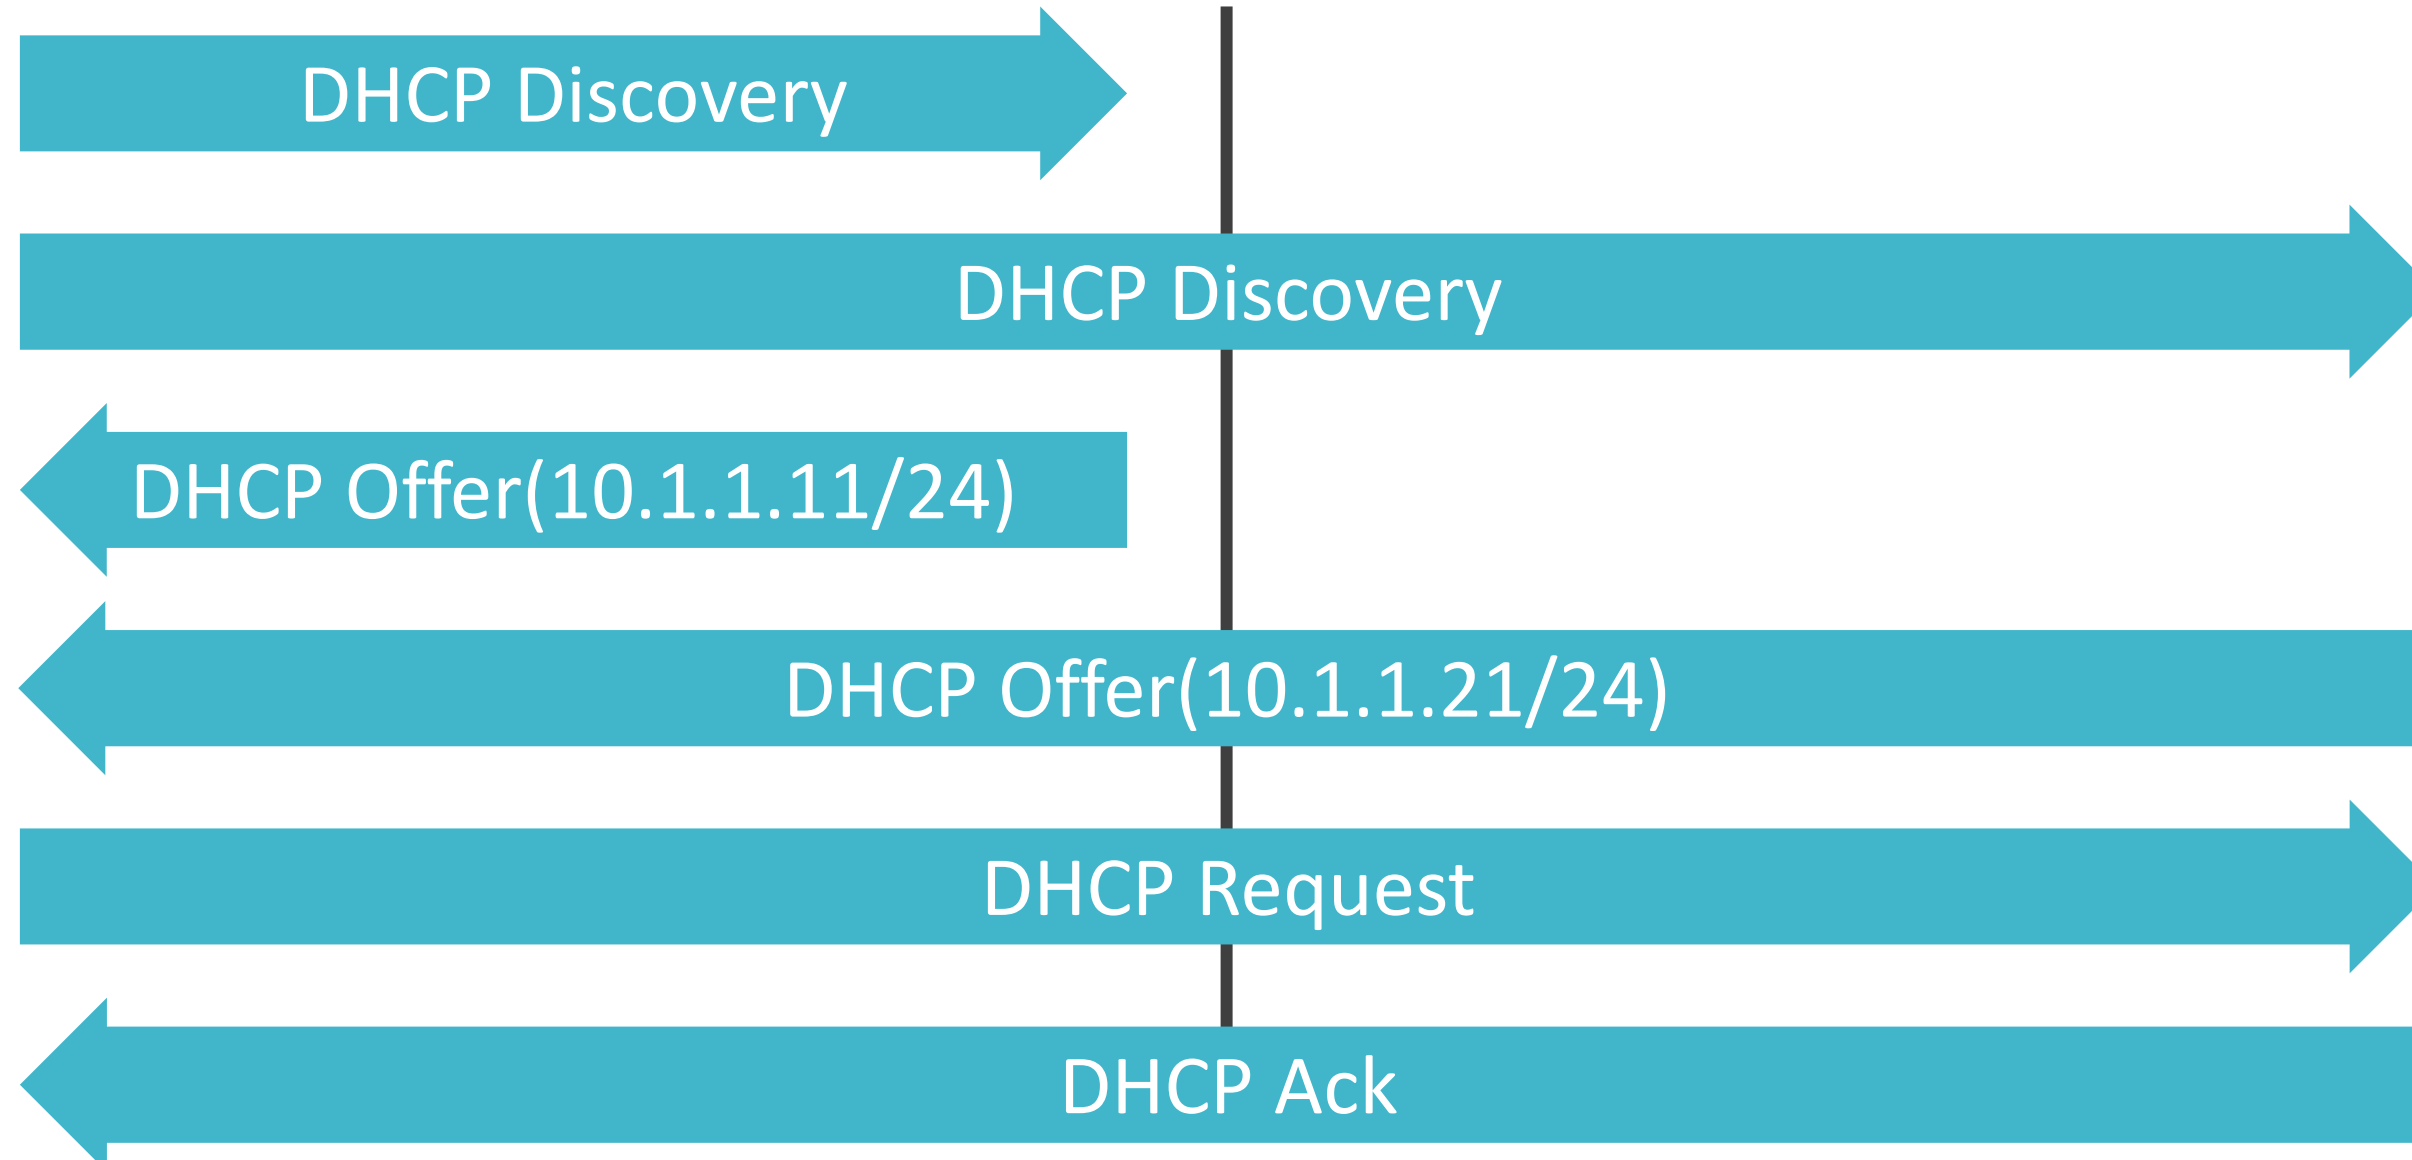 DHCP Discovery
DHCP Discovery
DHCP Offer(10.1.1.11/24)
DHCP Offer(10.1.1.21/24)
DHCP Request
DHCP Ack